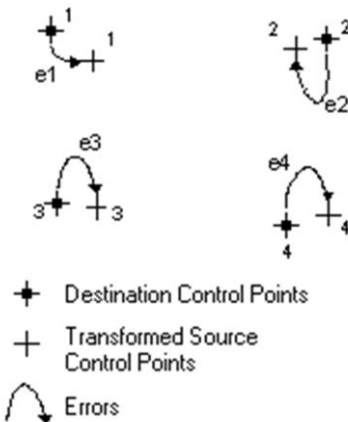 1
1
e1
2
2
e2
e3
3
3
e4
4
4
Destination Control Points
Transformed Source
Control Points
Errors